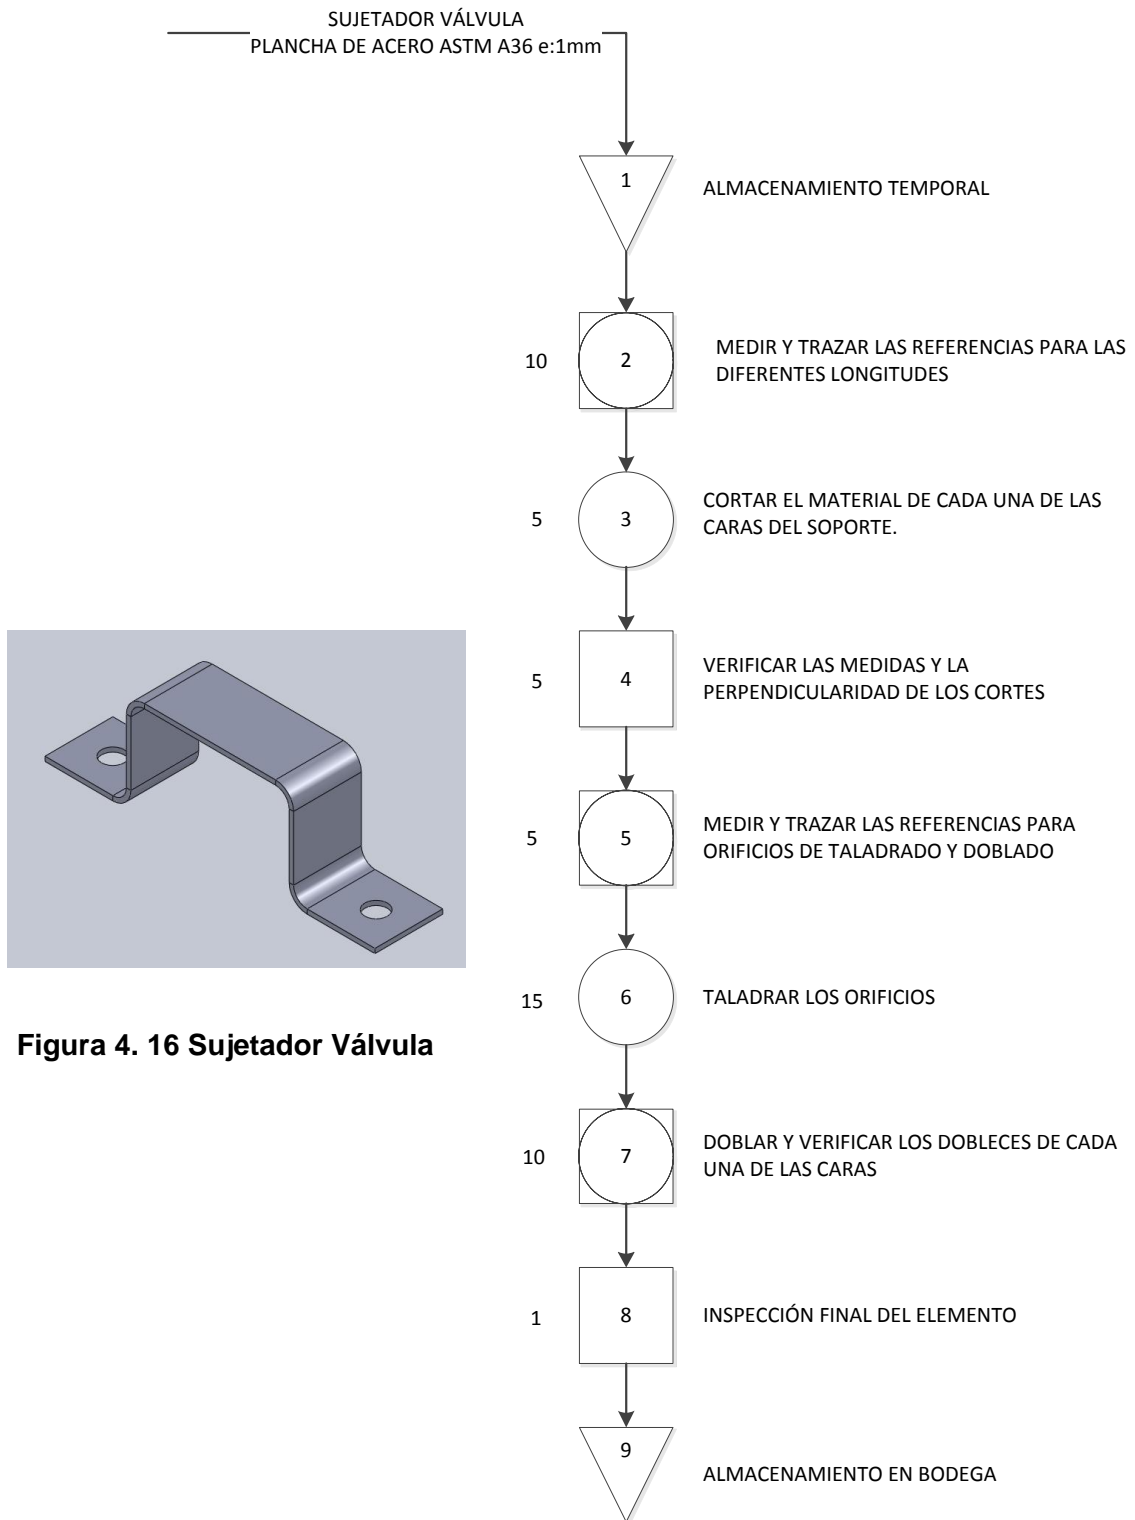 SUJETADOR VÁLVULA
PLANCHA DE ACERO ASTM A36 e:1mm
1
ALMACENAMIENTO TEMPORAL
10
2
MEDIR Y TRAZAR LAS REFERENCIAS PARA LAS
DIFERENTES LONGITUDES
5
3
CORTAR EL MATERIAL DE CADA UNA DE LAS
CARAS DEL SOPORTE.
5
4
VERIFICAR LAS MEDIDAS Y LA
PERPENDICULARIDAD DE LOS CORTES
5
5
MEDIR Y TRAZAR LAS REFERENCIAS PARA
ORIFICIOS DE TALADRADO Y DOBLADO
15
6
TALADRAR LOS ORIFICIOS
Figura 4. 16 Sujetador Válvula
10
7
DOBLAR Y VERIFICAR LOS DOBLECES DE CADA
UNA DE LAS CARAS
1
8
INSPECCIÓN FINAL DEL ELEMENTO
9
ALMACENAMIENTO EN BODEGA